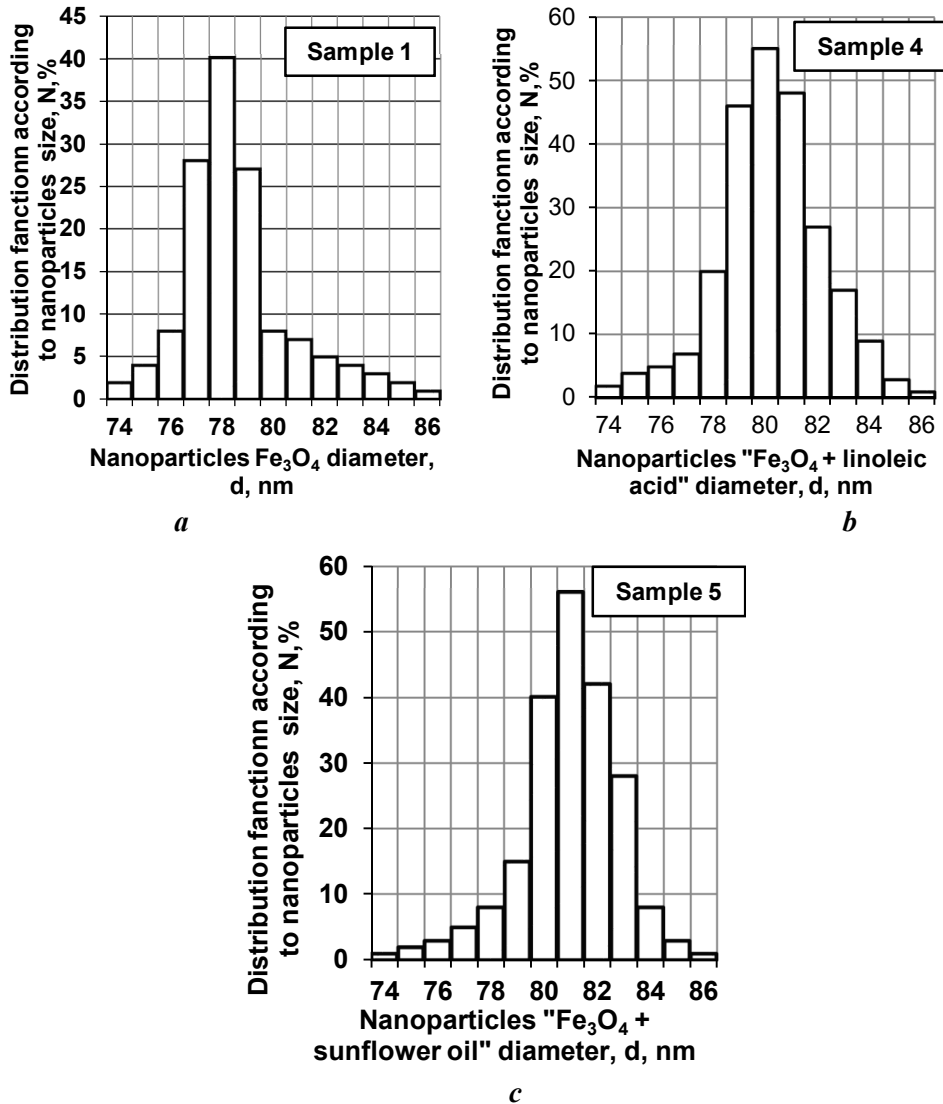 Distribution fanctionn according
to nanoparticles size, N,%
45
40
35
30
25
20
15
10
5
0
Sample 1
74 76 78 80 82 84 86
Nanoparticles Fe₃O₄ diameter,
d, nm
a
Distribution fanctionn according
to nanoparticles size, N,%
60
50
40
30
20
10
0
Sample 4
74 76 78 80 82 84 86
Nanoparticles "Fe₃O₄ + linoleic
acid" diameter, d, nm
b
Distribution fanctionn according
to nanoparticles size, N,%
60
50
40
30
20
10
0
Sample 5
74 76 78 80 82 84 86
Nanoparticles "Fe₃O₄ +
sunflower oil" diameter, d, nm
c